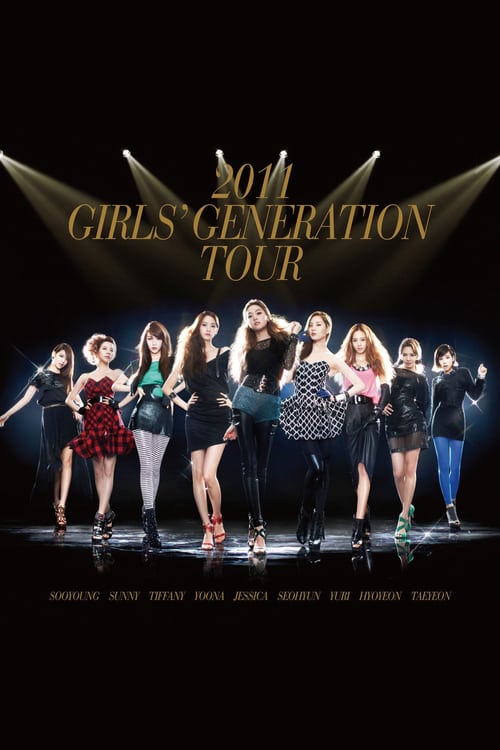 2011
GIRLS' GENERATION
TOUR
SOOYOUNG SUNNY TIFFANY YOONA JESSICA SEOHYUN YURI HYOYEON TAEYEON